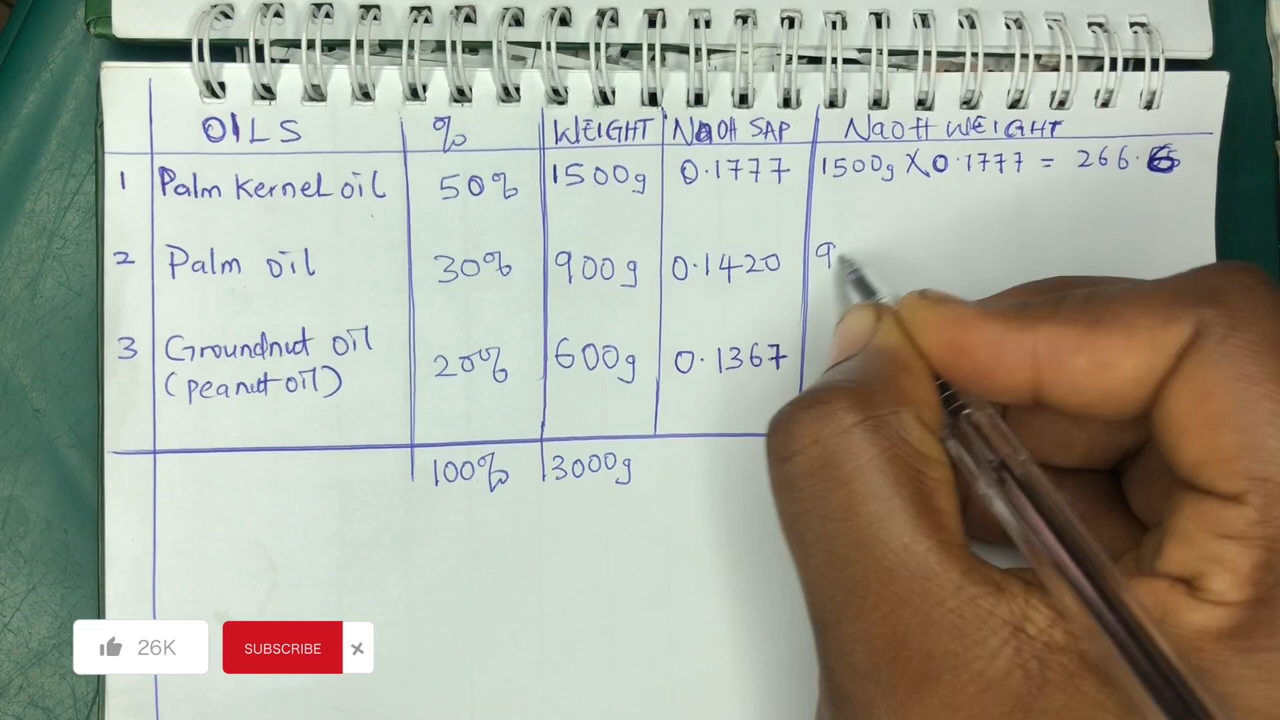 OILS % WEIGHT NaOH SAP NaOH WEIGHT
1 Palm Kernel oil 50% 1500g 0.1777 1500g X 0.1777 = 266.6
2 Palm oil 30% 900g 0.1420 9
3 Groundnut oil 20% 600g 0.1367
(peanut oil)
100% 3000g
26K SUBSCRIBE